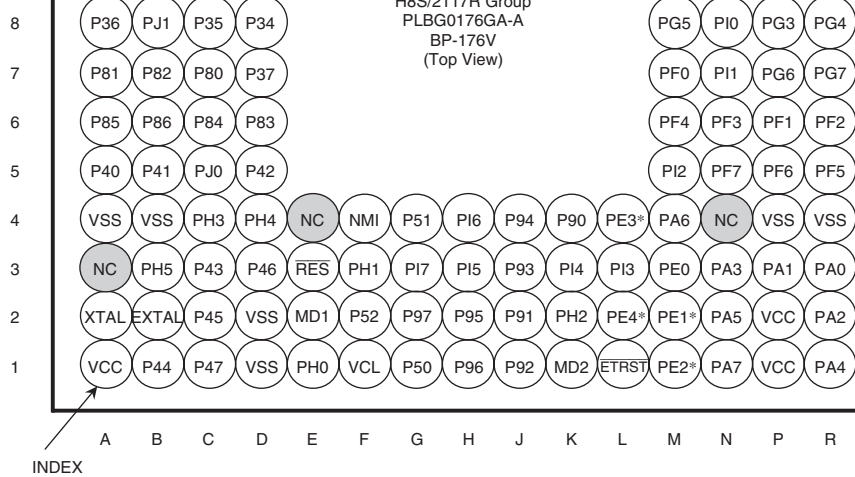 H8S/2117R Group
PLBG0176GA-A
BP-176V
(Top View)
8 P36 PJ1 P35 P34 PG5 PI0 PG3 PG4
7 P81 P82 P80 P37 PF0 PI1 PG6 PG7
6 P85 P86 P84 P83 PF4 PF3 PF1 PF2
5 P40 P41 PJ0 P42 PI2 PF7 PF6 PF5
4 VSS VSS PH3 PH4 NC NMI P51 PI6 P94 P90 PE3* PA6 NC VSS VSS
3 NC PH5 P43 P46 RES PH1 PI7 PI5 P93 PI4 PI3 PE0 PA3 PA1 PA0
2 XTAL EXTAL P45 VSS MD1 P52 P97 P95 P91 PH2 PE4* PE1* PA5 VCC PA2
1 VCC P44 P47 VSS PH0 VCL P50 P96 P92 MD2 ETRST PE2* PA7 VCC PA4
A B C D E F G H J K L M N P R
INDEX